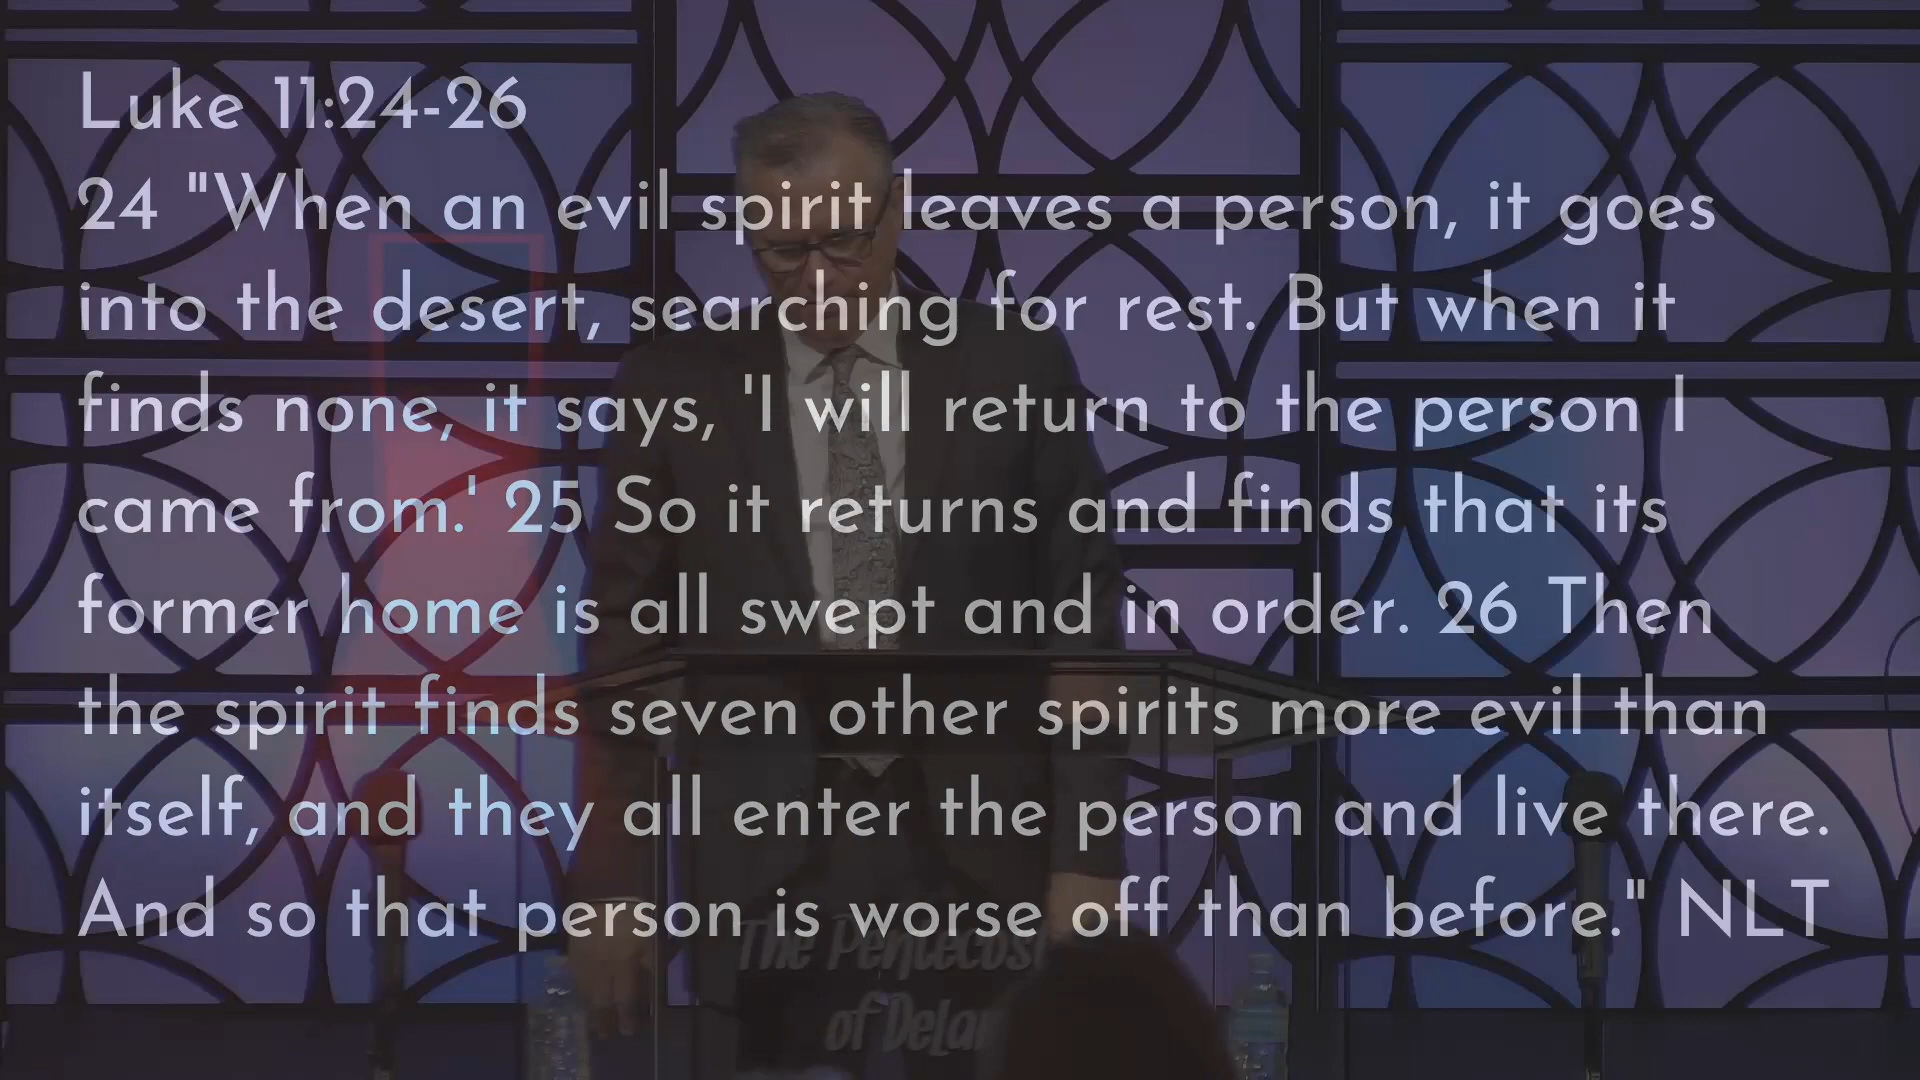 Luke 11:24-26
24 "When an evil spirit leaves a person, it goes
into the desert, searching for rest. But when it
finds none, it says, 'I will return to the person I
came from.' 25 So it returns and finds that its
former home is all swept and in order. 26 Then
the spirit finds seven other spirits more evil than
itself, and they all enter the person and live there.
And so that person is worse off than before." NLT
The
of